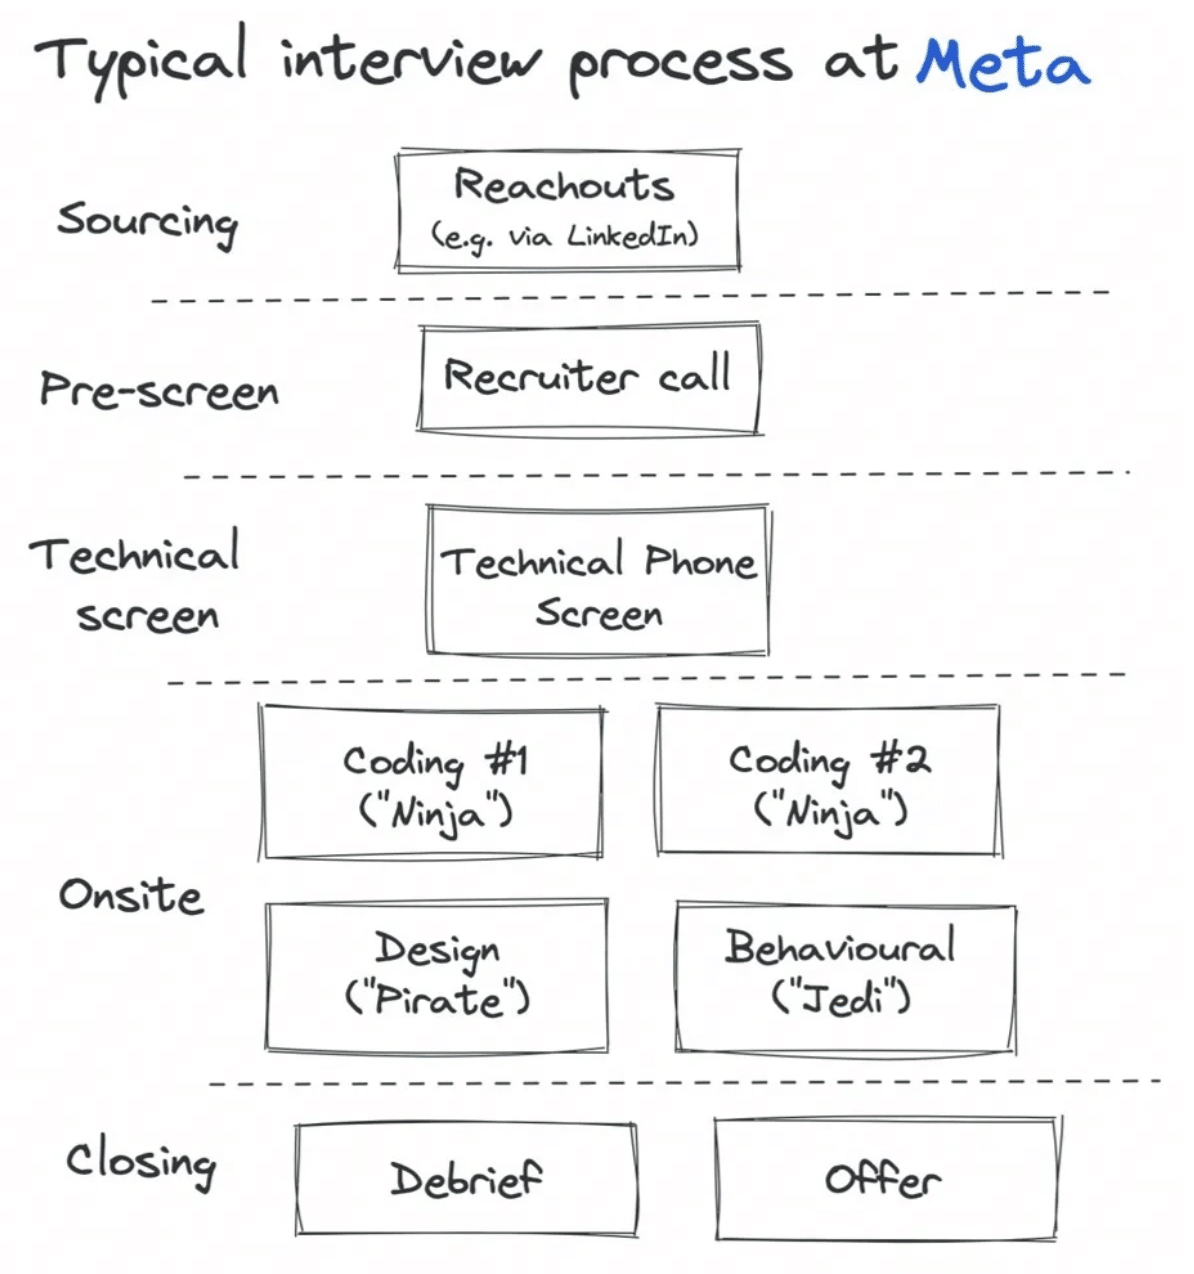 Typical interview process at Meta
Sourcing
Reachouts
(e.g. via LinkedIn)
Pre-screen
Recruiter call
Technical
screen
Technical Phone
Screen
Onsite
Coding #1
("Ninja")
Coding #2
("Ninja")
Design
("Pirate")
Behavioural
("Jedi")
Closing
Debrief
Offer